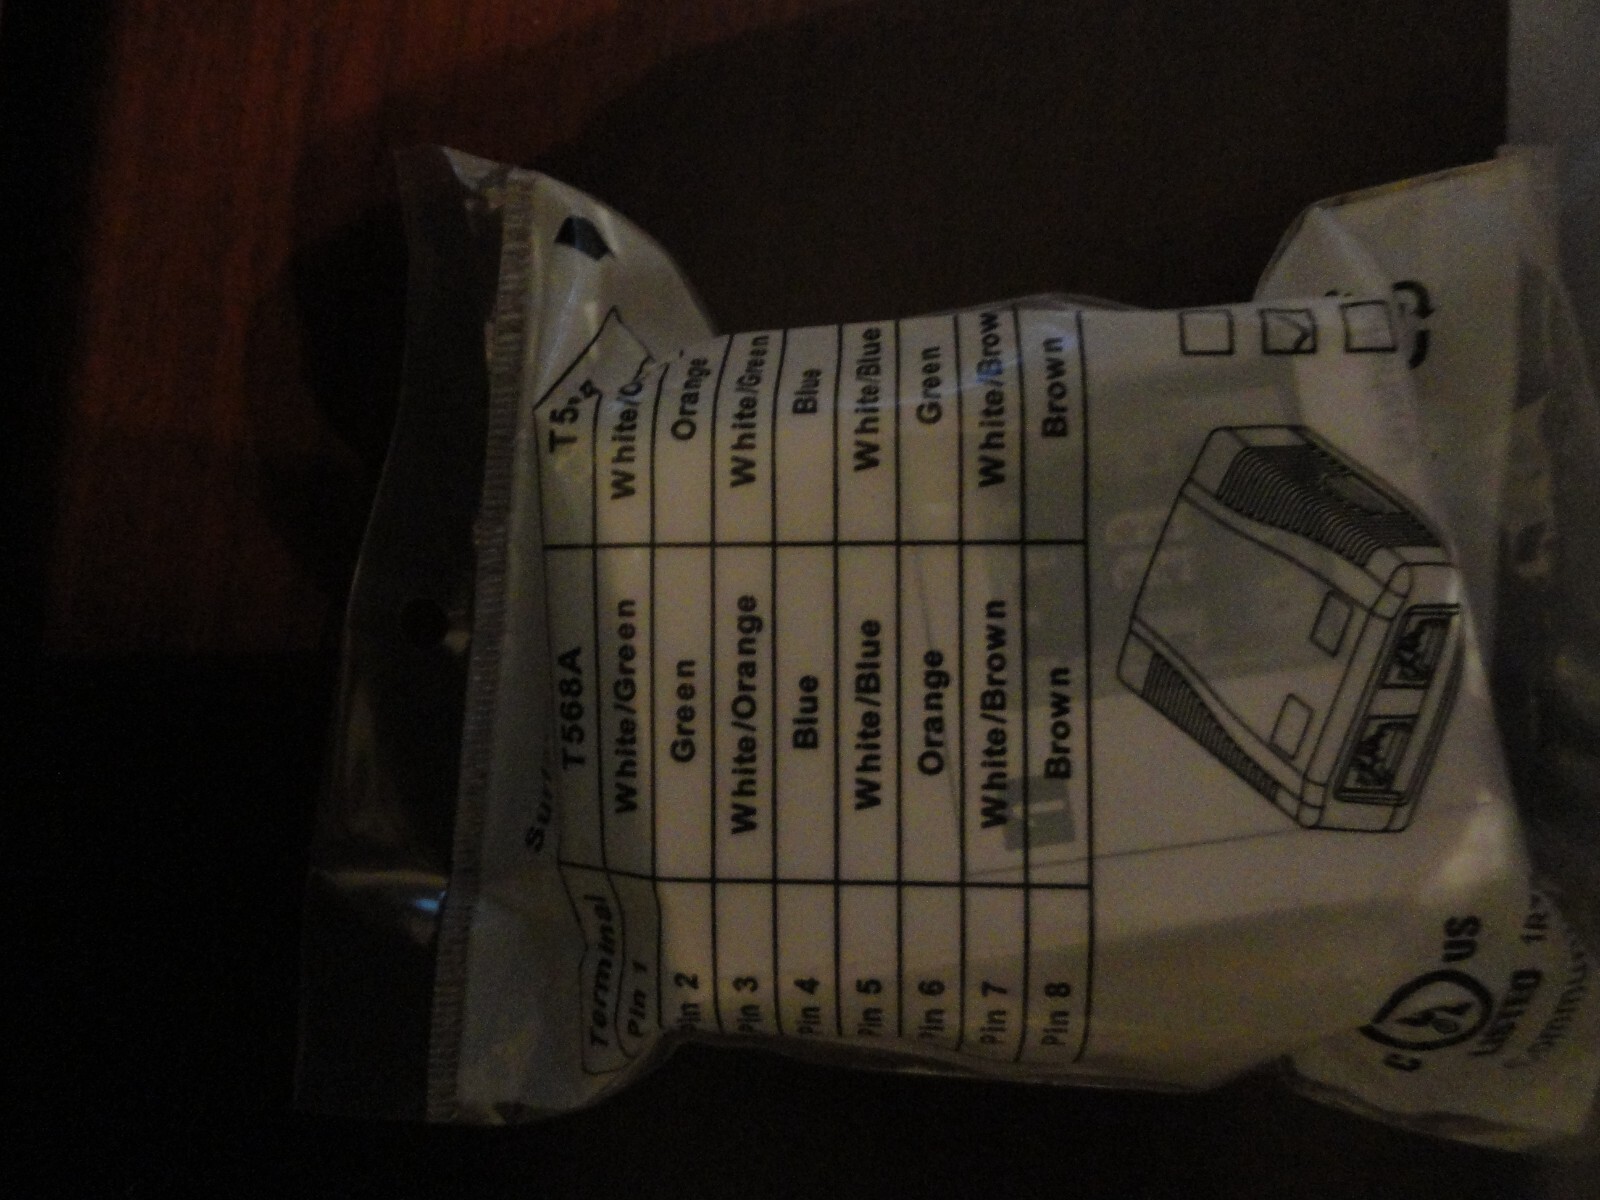 Terminal T568A
Pin 1 White/Green
Pin 2 Green Orange
Pin 3 White/Orange White/Green
Pin 4 Blue Blue
Pin 5 White/Blue White/Blue
Pin 6 Orange Green
Pin 7 White/Brown White/Brow
Pin 8 Brown Brown
C US
LISTED